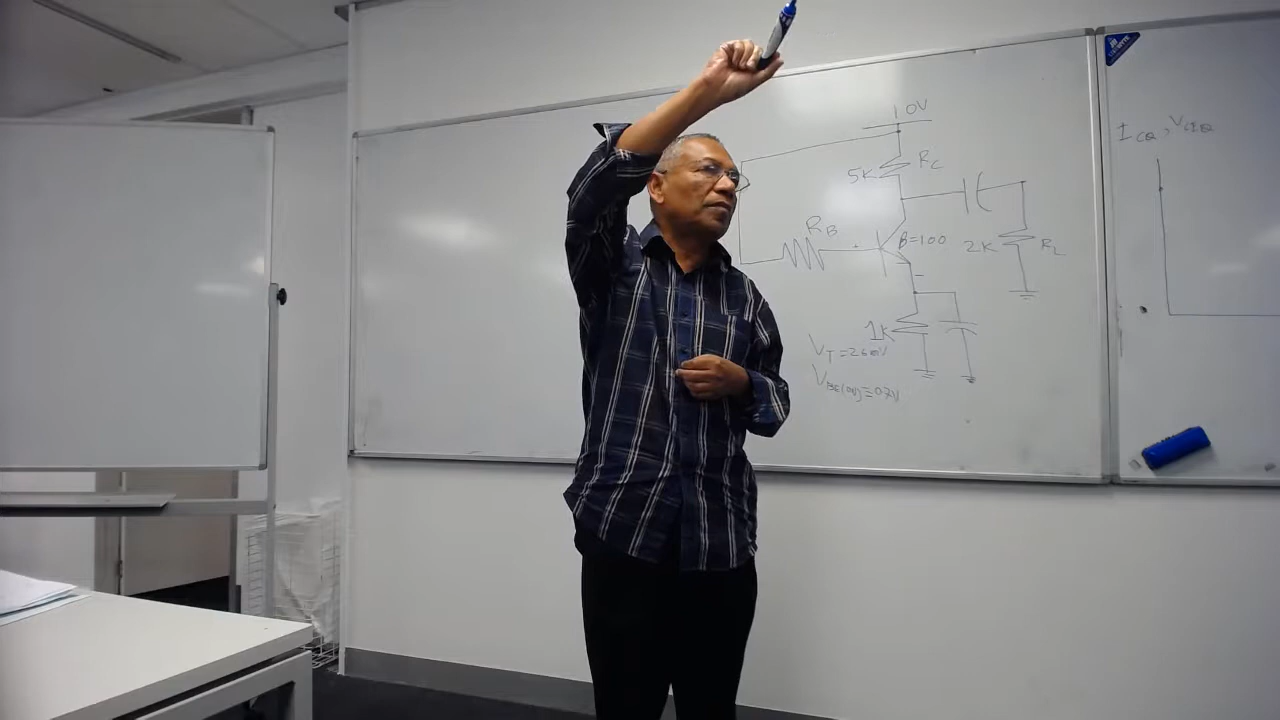 10V
5K RC
RB
β=100
2K RL
1K
VT=26mV
VBE(on)=0.7V
ICQ, VCEQ